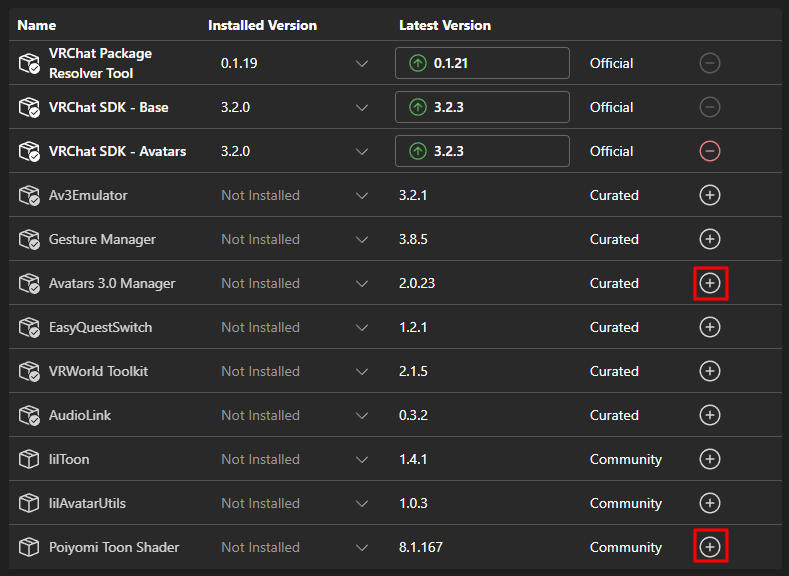 Name Installed Version Latest Version
VRChat Package
Resolver Tool 0.1.19 0.1.21 Official
VRChat SDK - Base 3.2.0 3.2.3 Official
VRChat SDK - Avatars 3.2.0 3.2.3 Official
Av3Emulator Not Installed 3.2.1 Curated
Gesture Manager Not Installed 3.8.5 Curated
Avatars 3.0 Manager Not Installed 2.0.23 Curated
EasyQuestSwitch Not Installed 1.2.1 Curated
VRWorld Toolkit Not Installed 2.1.5 Curated
AudioLink Not Installed 0.3.2 Curated
lilToon Not Installed 1.4.1 Community
lilAvatarUtils Not Installed 1.0.3 Community
Poiyomi Toon Shader Not Installed 8.1.167 Community